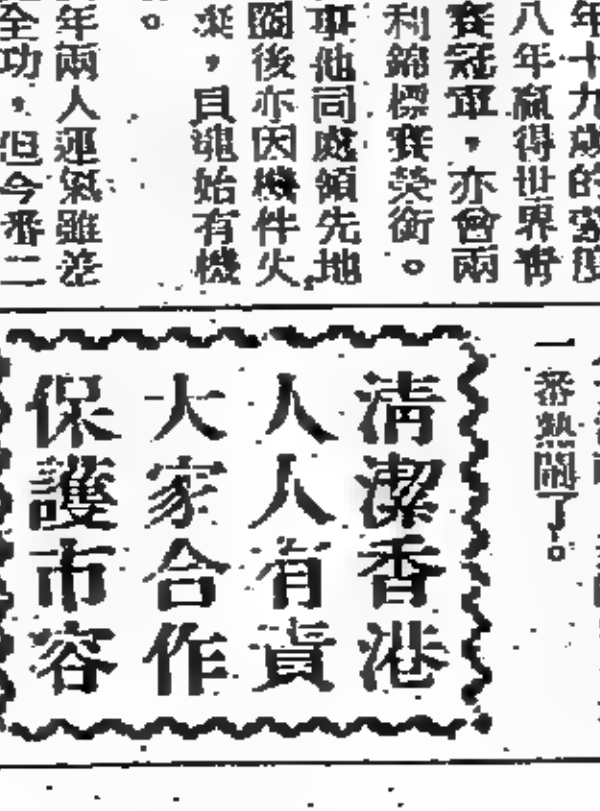 年十九歲的
八年贏得世界青
賽冠軍，亦曾兩
利錦標賽榮銜。
事他同處領先地
圈後亦因機件火
，貝魂始有機
。
年兩人運氣雖差
全功，但今番二
一番熱鬧了。
清潔香港
人人有責
大家合作
保護市容